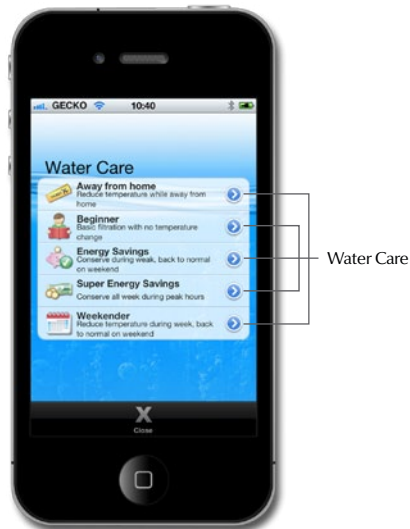 GECKO 10:40
Water Care
Away from home
Reduce temperature while away from
home
Beginner
Basic filtration with no temperature
change
Energy Savings
Conserve during weak, back to normal
on weekend
Super Energy Savings
Conserve all week during peak hours
Weekender
Reduce temperature during week, back
to normal on weekend
X
Close
Water Care